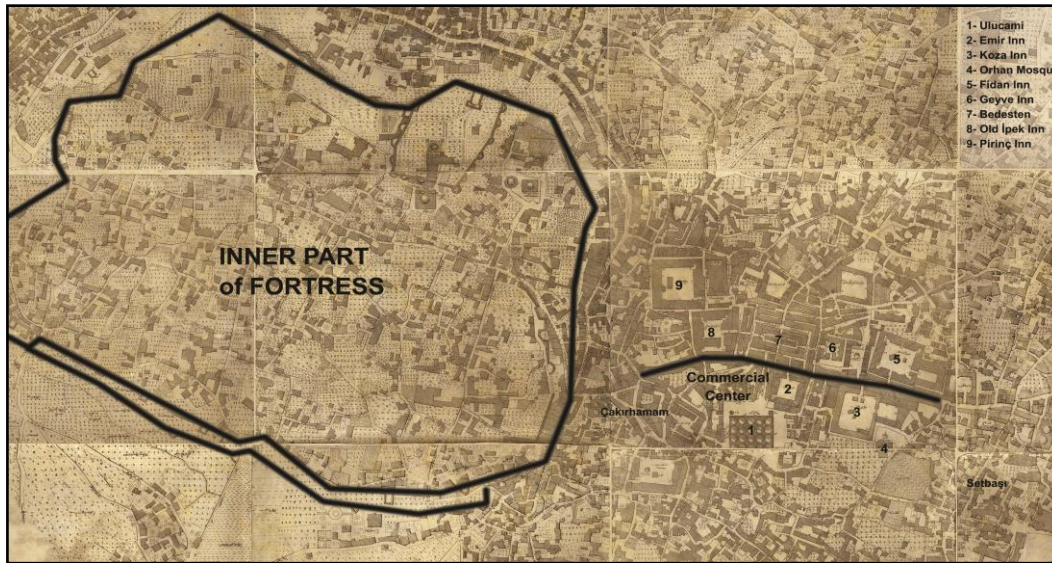 1- Ulucami
2- Emir Inn
3- Koza Inn
4- Orhan Mosqu
5- Fidan Inn
6- Geyve Inn
7- Bedesten
8- Old İpek Inn
9- Pirinç Inn
INNER PART
of FORTRESS
9
8
7
6
5
Commercial
Center
2
3
Çakırhamam
1
4
Setbaşı